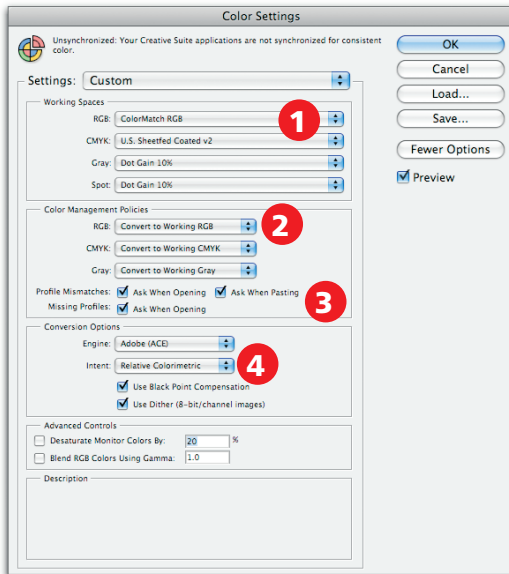 Color Settings
Unsynchronized: Your Creative Suite applications are not synchronized for consistent
color.
OK
Cancel
Load...
Save...
Fewer Options
Preview
Settings: Custom
Working Spaces
RGB: ColorMatch RGB
1
CMYK: U.S. Sheetfed Coated v2
Gray: Dot Gain 10%
Spot: Dot Gain 10%
Color Management Policies
RGB: Convert to Working RGB
2
CMYK: Convert to Working CMYK
Gray: Convert to Working Gray
Profile Mismatches: Ask When Opening Ask When Pasting
3
Missing Profiles: Ask When Opening
Conversion Options
Engine: Adobe (ACE)
Intent: Relative Colorimetric
4
Use Black Point Compensation
Use Dither (8-bit/channel images)
Advanced Controls
Desaturate Monitor Colors By: 20 %
Blend RGB Colors Using Gamma: 1.0
Description